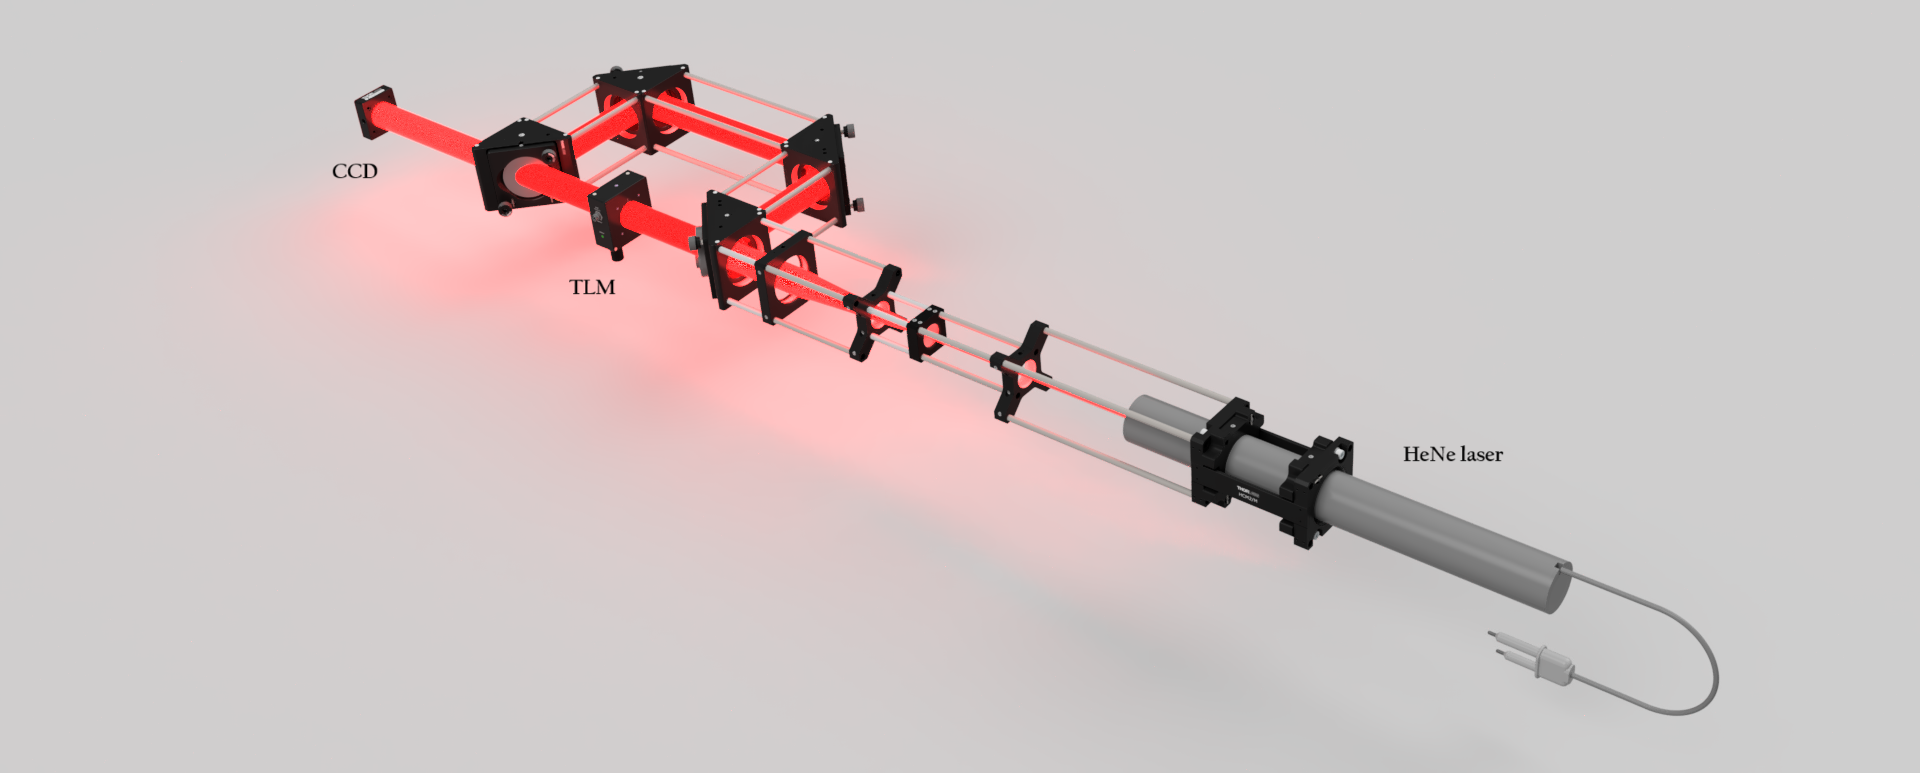 CCD
TLM
HeNe laser